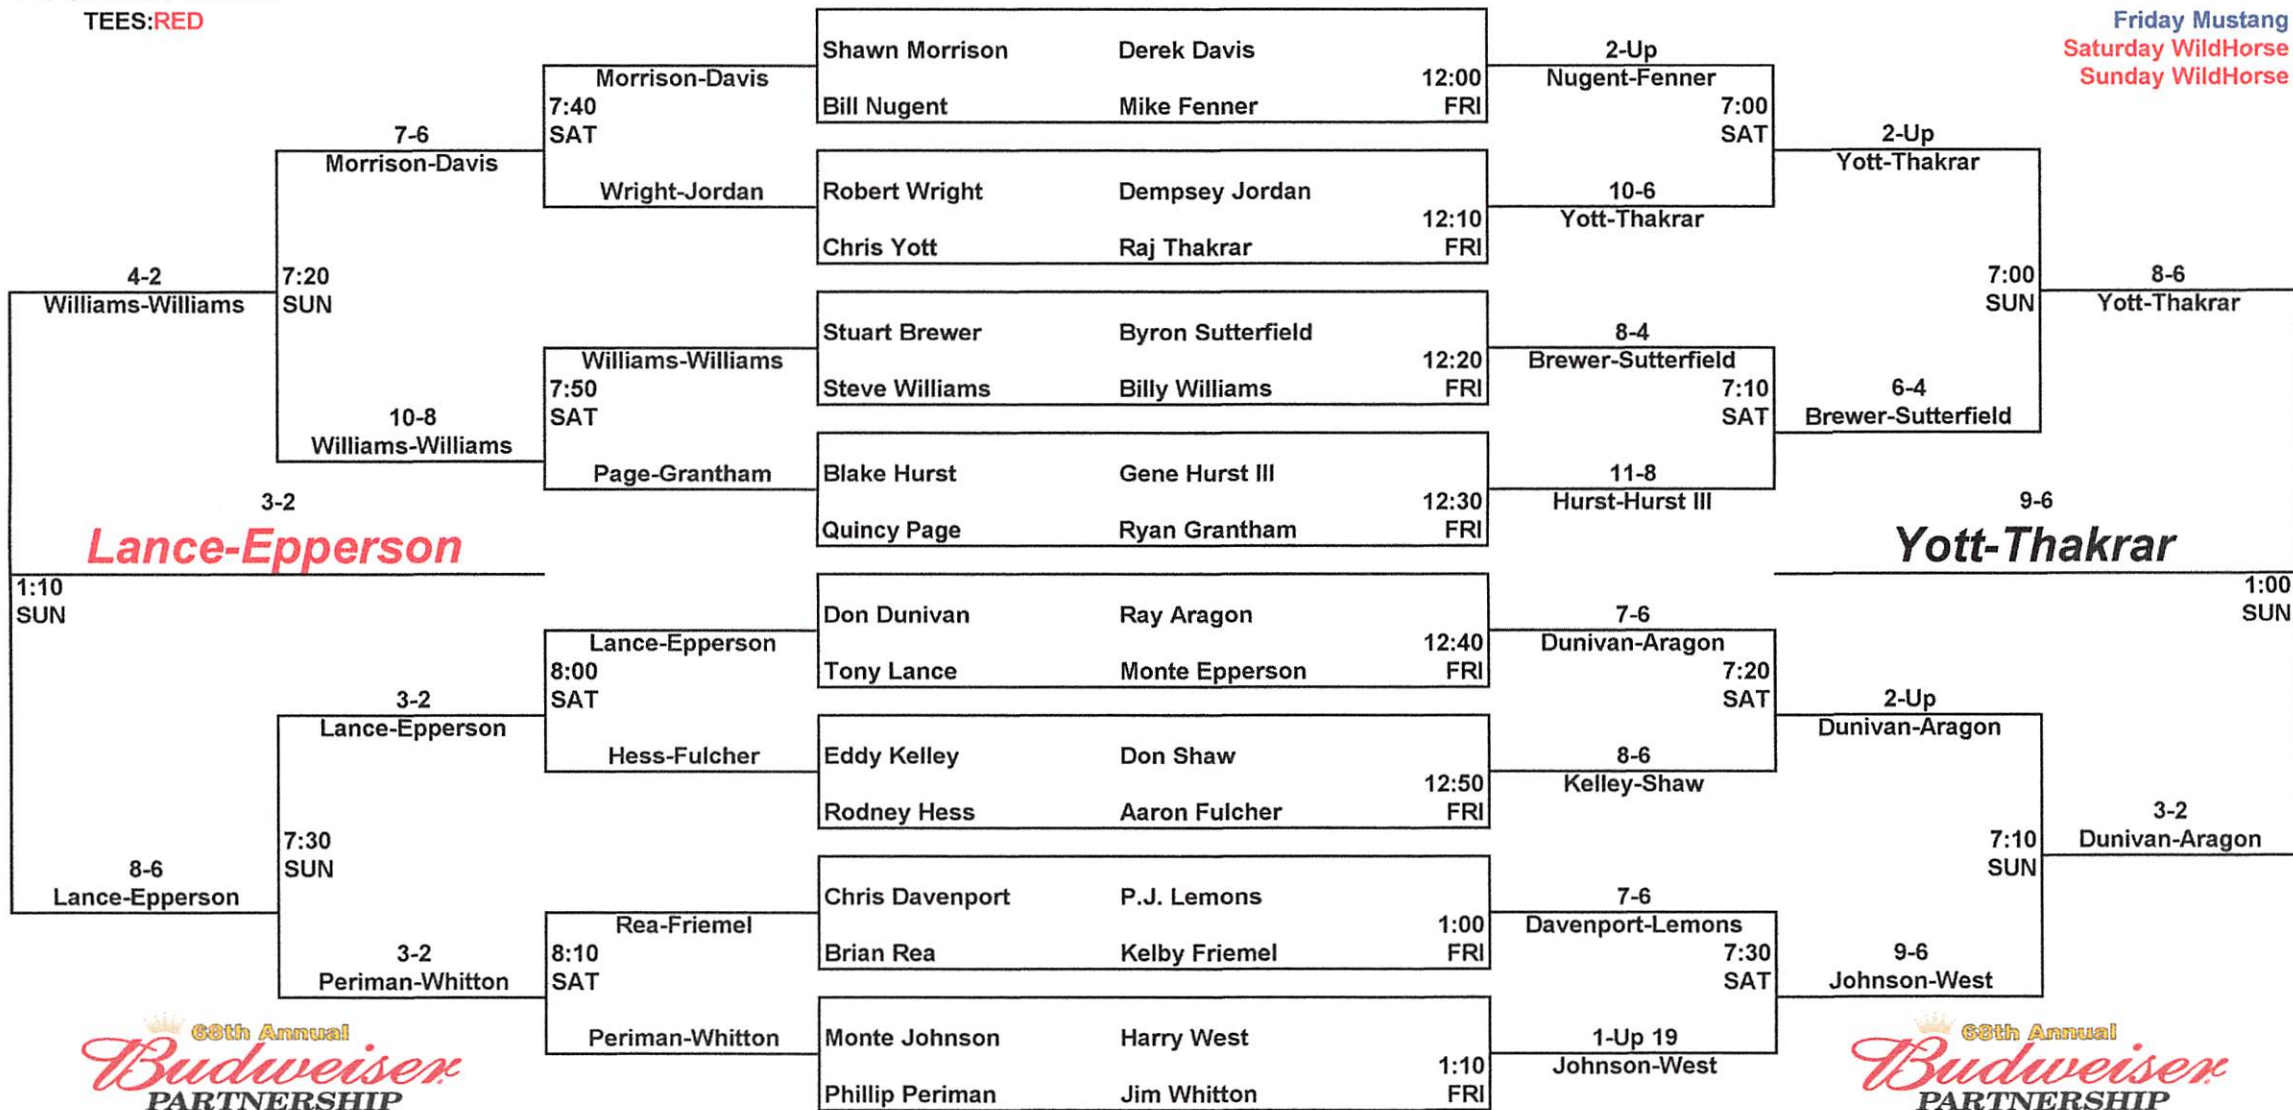 TEES:RED
Friday Mustang
Saturday WildHorse
Sunday WildHorse
Shawn Morrison Derek Davis
12:00
Bill Nugent Mike Fenner FRI
Robert Wright Dempsey Jordan
12:10
Chris Yott Raj Thakrar FRI
Stuart Brewer Byron Sutterfield
12:20
Steve Williams Billy Williams FRI
Blake Hurst Gene Hurst III
12:30
Quincy Page Ryan Grantham FRI
Don Dunivan Ray Aragon
12:40
Tony Lance Monte Epperson FRI
Eddy Kelley Don Shaw
12:50
Rodney Hess Aaron Fulcher FRI
Chris Davenport P.J. Lemons
1:00
Brian Rea Kelby Friemel FRI
Monte Johnson Harry West
1:10
Phillip Periman Jim Whitton FRI
Morrison-Davis
7:40
SAT
Wright-Jordan
Williams-Williams
7:50
SAT
Page-Grantham
Lance-Epperson
8:00
SAT
Hess-Fulcher
Rea-Friemel
8:10
SAT
Periman-Whitton
7-6
Morrison-Davis
7:20
SUN
10-8
Williams-Williams
3-2
Lance-Epperson
7:30
SUN
3-2
Periman-Whitton
4-2
Williams-Williams
8-6
Lance-Epperson
3-2
Lance-Epperson
1:10
SUN
2-Up
Nugent-Fenner
7:00
SAT
10-6
Yott-Thakrar
8-4
Brewer-Sutterfield
7:10
SAT
11-8
Hurst-Hurst III
7-6
Dunivan-Aragon
7:20
SAT
8-6
Kelley-Shaw
7-6
Davenport-Lemons
7:30
SAT
1-Up 19
Johnson-West
2-Up
Yott-Thakrar
7:00
SUN
6-4
Brewer-Sutterfield
2-Up
Dunivan-Aragon
7:10
SUN
9-6
Johnson-West
8-6
Yott-Thakrar
3-2
Dunivan-Aragon
9-6
Yott-Thakrar
1:00
SUN
68th Annual
Budweiser
PARTNERSHIP
68th Annual
Budweiser
PARTNERSHIP